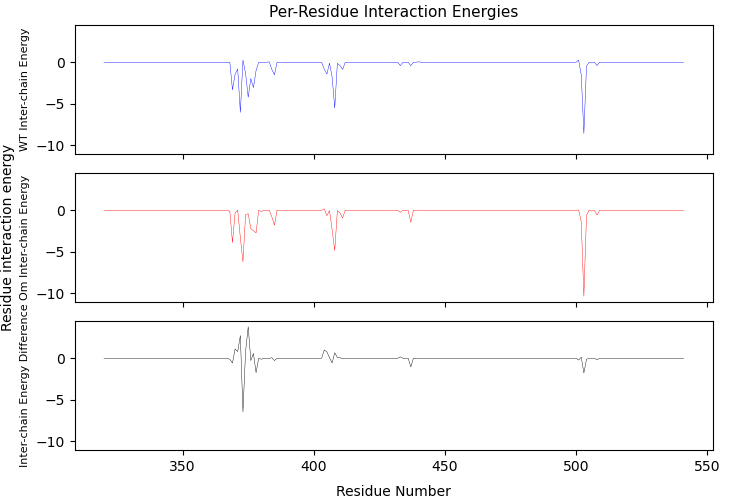 Per-Residue Interaction Energies
Residue interaction energy
WT Inter-chain Energy
0
−5
−10
Om Inter-chain Energy
0
−5
−10
Inter-chain Energy Difference
0
−5
−10
350
400
450
500
550
Residue Number